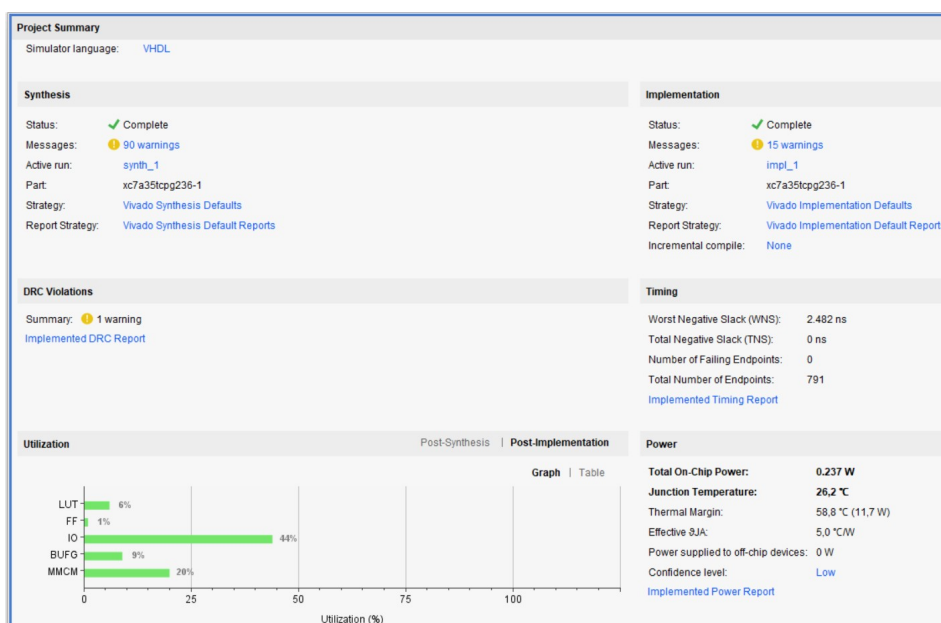 Project Summary
Simulator language: VHDL
Synthesis
Status: Complete
Messages: 90 warnings
Active run: synth_1
Part: xc7a35tcpg236-1
Strategy: Vivado Synthesis Defaults
Report Strategy: Vivado Synthesis Default Reports
Implementation
Status: Complete
Messages: 15 warnings
Active run: impl_1
Part: xc7a35tcpg236-1
Strategy: Vivado Implementation Defaults
Report Strategy: Vivado Implementation Default Report
Incremental compile: None
DRC Violations
Summary: 1 warning
Implemented DRC Report
Timing
Worst Negative Slack (WNS): 2.482 ns
Total Negative Slack (TNS): 0 ns
Number of Failing Endpoints: 0
Total Number of Endpoints: 791
Implemented Timing Report
Utilization Post-Synthesis | Post-Implementation
Graph | Table
LUT 6%
FF 1%
IO 44%
BUFG 9%
MMCM 20%
0 25 50 75 100
Utilization (%)
Power
Total On-Chip Power: 0.237 W
Junction Temperature: 26,2 °C
Thermal Margin: 58,8 °C (11,7 W)
Effective ϑJA: 5,0 °C/W
Power supplied to off-chip devices: 0 W
Confidence level: Low
Implemented Power Report